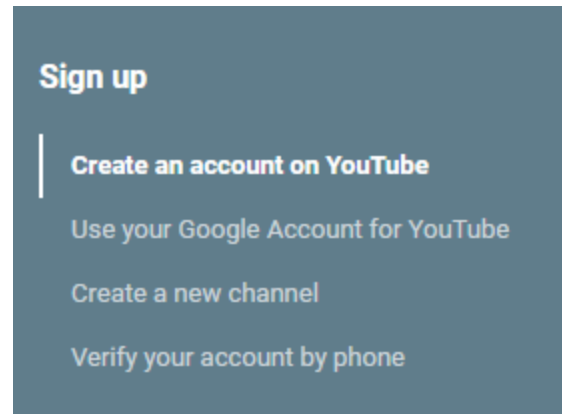 Sign up
Create an account on YouTube
Use your Google Account for YouTube
Create a new channel
Verify your account by phone